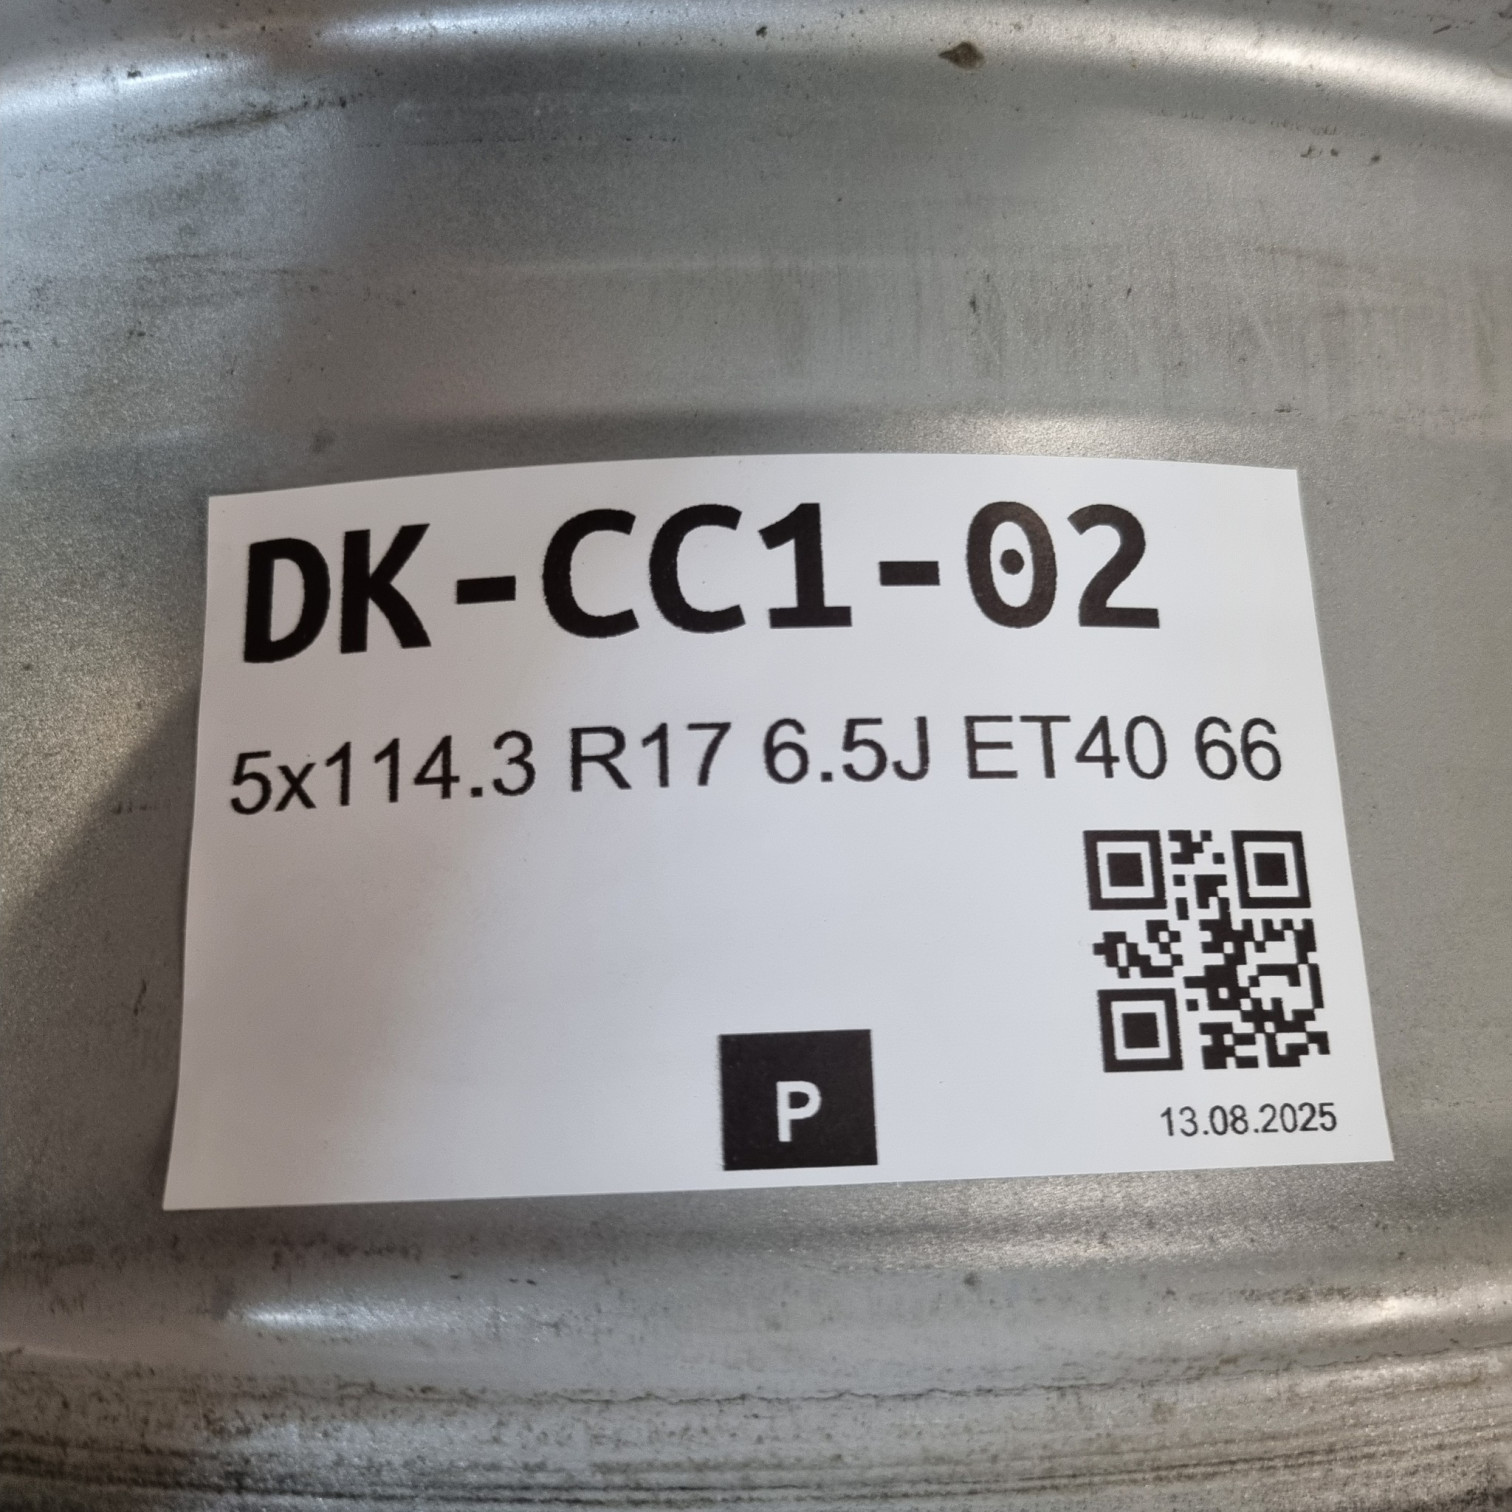 DK-CC1-02
5x114.3 R17 6.5J ET40 66
P
13.08.2025